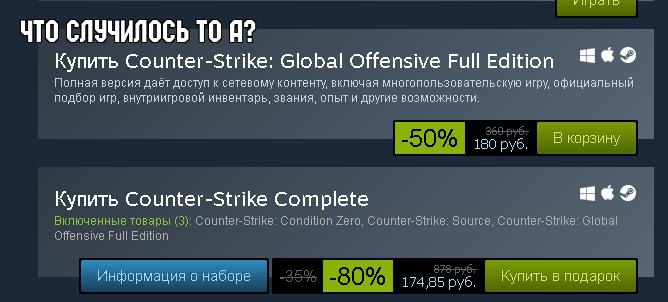 Играть
ЧТО СЛУЧИЛОСЬ ТО А?
Купить Counter-Strike: Global Offensive Full Edition
Полная версия даёт доступ к сетевому контенту, включая многопользовательскую игру, официальный
подбор игр, внутриигровой инвентарь, звания, опыт и другие возможности.
-50%
360 руб.
180 руб.
В корзину
Купить Counter-Strike Complete
Включенные товары (3): Counter-Strike: Condition Zero, Counter-Strike: Source, Counter-Strike: Global
Offensive Full Edition
Информация о наборе
-35%
-80%
878 руб.
174,85 руб.
Купить в подарок